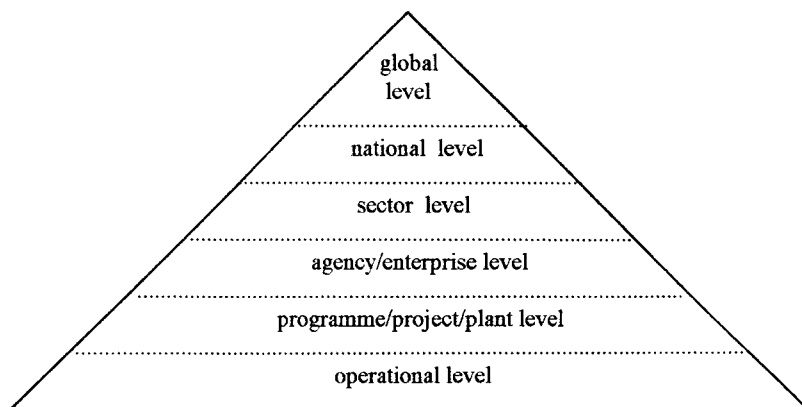 global
level
national level
sector level
agency/enterprise level
programme/project/plant level
operational level